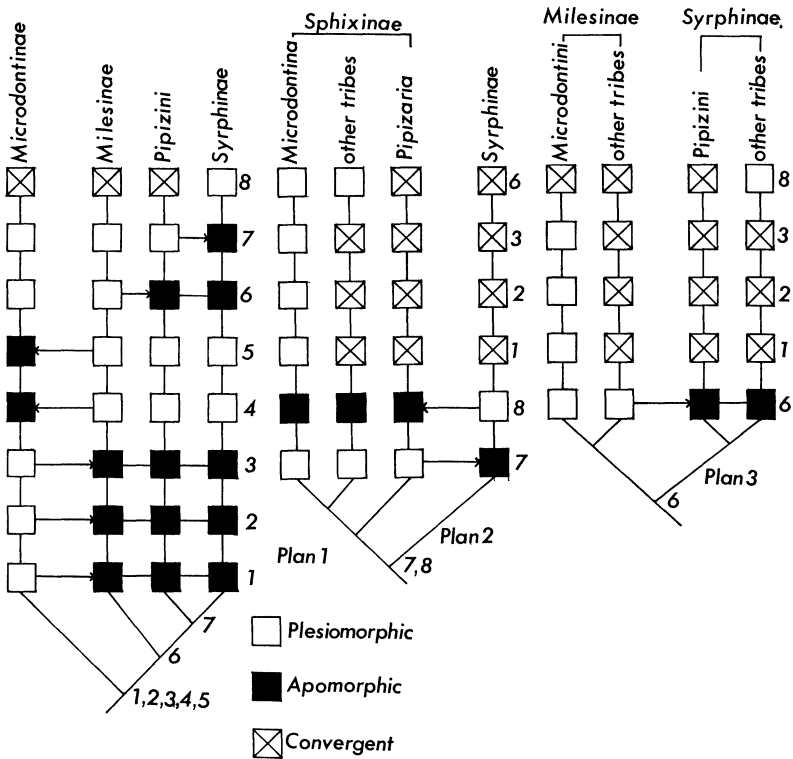 Sphixinae
Milesinae
Syrphinae.
Microdontinae
Milesinae
Pipizini
Syrphinae
Microdontina
other tribes
Pipizaria
Syrphinae
Microdontini
other tribes
Pipizini
other tribes
8
6
8
7
3
3
6
2
2
5
1
1
4
8
6
3
7
2
1
Plan 1
Plan 2
Plan 3
7,8
6
7
6
1,2,3,4,5
Plesiomorphic
Apomorphic
Convergent